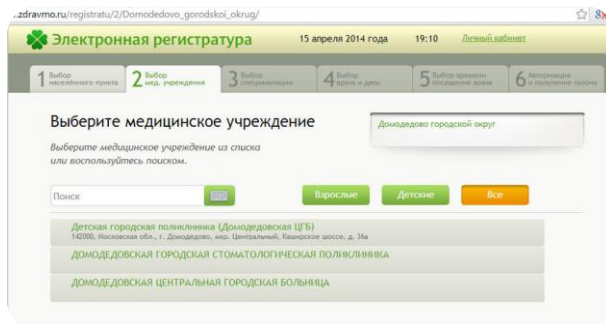 ..zdravmo.ru/registratu/2/Domodedovo_gorodskoi_okrug/
Электронная регистратура
15 апреля 2014 года
19:10
Личный кабинет
1 Выбор населённого пункта
2 Выбор мед. учреждения
3 Выбор специализации
4 Выбор врача и даты
5 Выбор времени посещение врача
6 Авторизация и получение талона
Выберите медицинское учреждение
Домодедово городской округ
Выберите медицинское учреждение из списка
или воспользуйтесь поиском.
Поиск
Взрослые
Детские
Все
Детская городская поликлиника (Домодедовская ЦГБ)
142000, Московская обл., г. Домодедово, мкр. Центральный, Каширское шоссе, д. 36а
ДОМОДЕДОВСКАЯ ГОРОДСКАЯ СТОМАТОЛОГИЧЕСКАЯ ПОЛИКЛИНИКА
ДОМОДЕДОВСКАЯ ЦЕНТРАЛЬНАЯ ГОРОДСКАЯ БОЛЬНИЦА